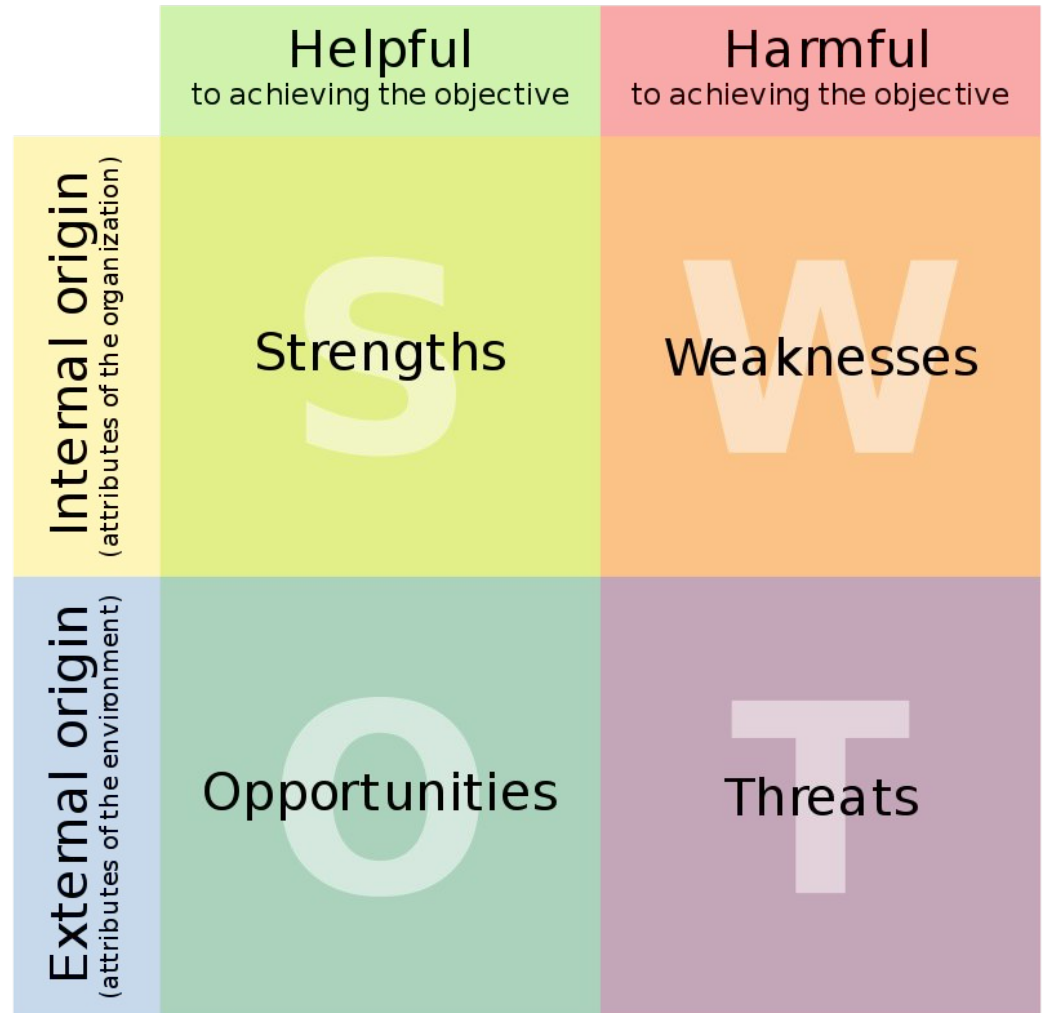 Helpful
to achieving the objective
Harmful
to achieving the objective
Internal origin
(attributes of the organization)
S
Strengths
W
Weaknesses
External origin
(attributes of the environment)
O
Opportunities
T
Threats